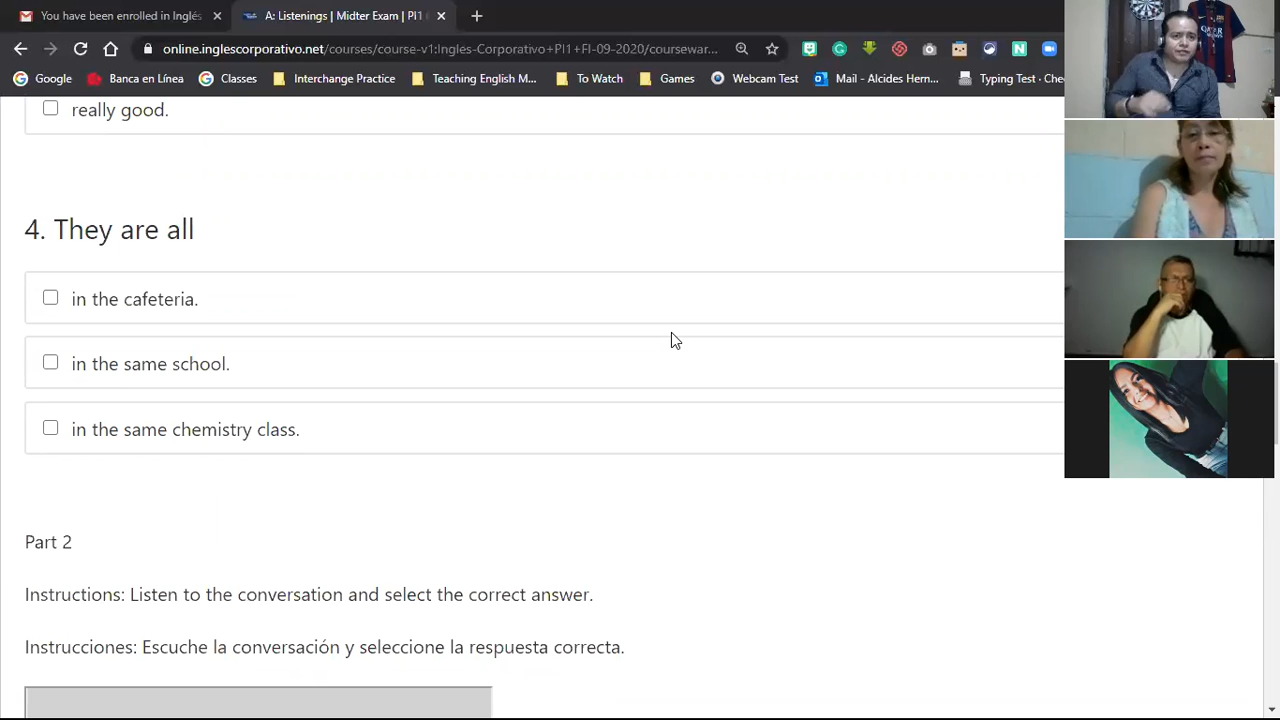 You have been enrolled in Inglés
A: Listenings | Midter Exam | PI1
online.inglescorporativo.net/courses/course-v1:Ingles-Corporativo+PI1+FI-09-2020/coursewar...
Google
Banca en Línea
Classes
Interchange Practice
Teaching English M...
To Watch
Games
Webcam Test
Mail - Alcides Hern...
Typing Test - Che
QATAR
really good.
4. They are all
in the cafeteria.
in the same school.
in the same chemistry class.
Part 2
Instructions: Listen to the conversation and select the correct answer.
Instrucciones: Escuche la conversación y seleccione la respuesta correcta.